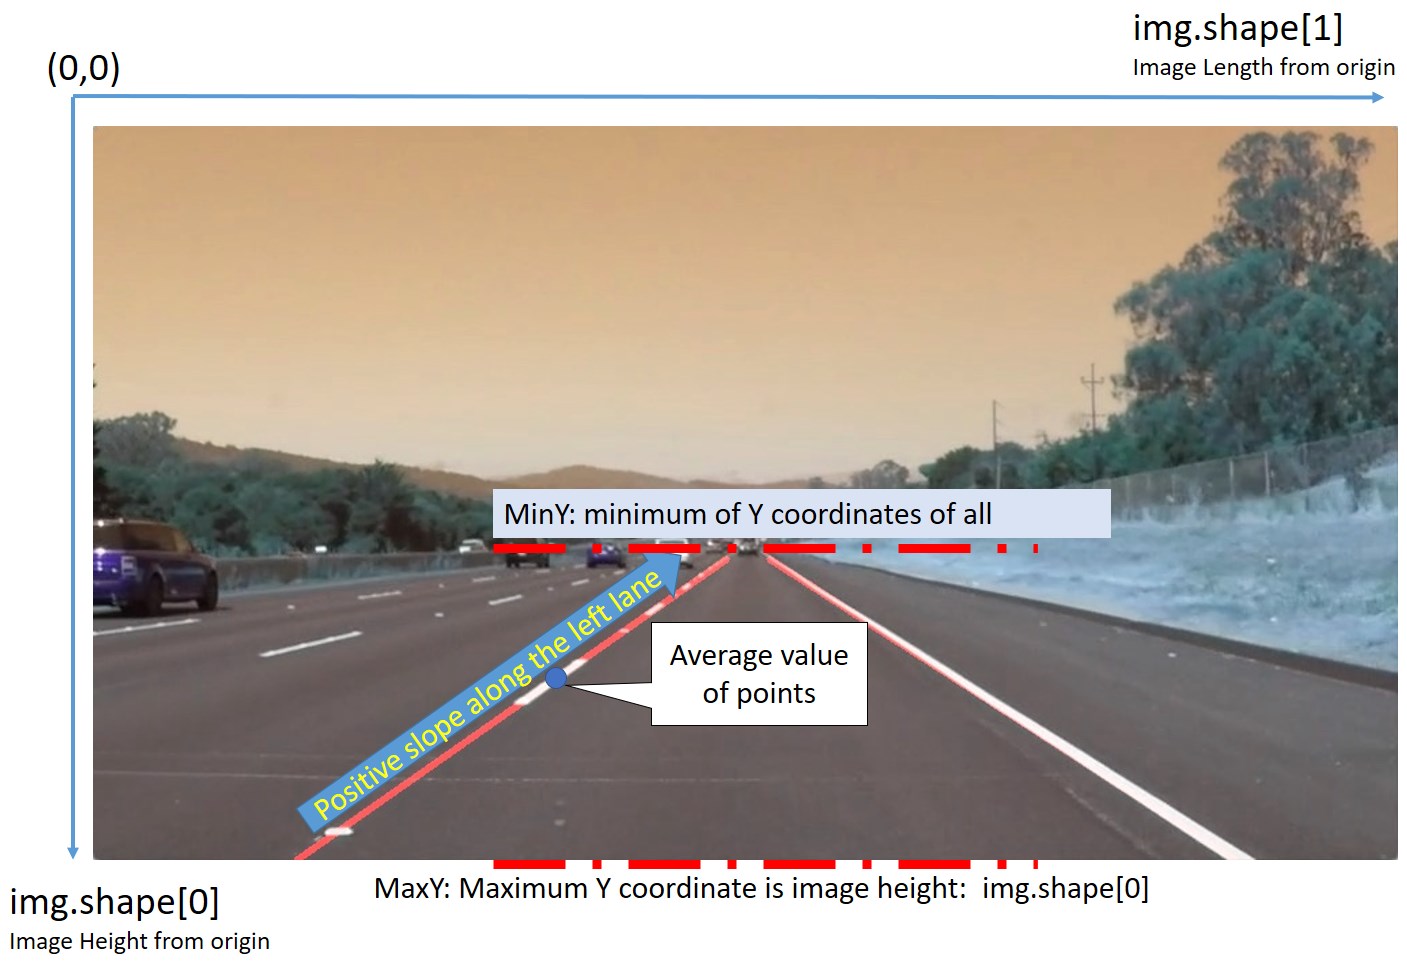 img.shape[1]
Image Length from origin
(0,0)
MinY: minimum of Y coordinates of all
Positive slope along the left lane
Average value
of points
MaxY: Maximum Y coordinate is image height: img.shape[0]
img.shape[0]
Image Height from origin